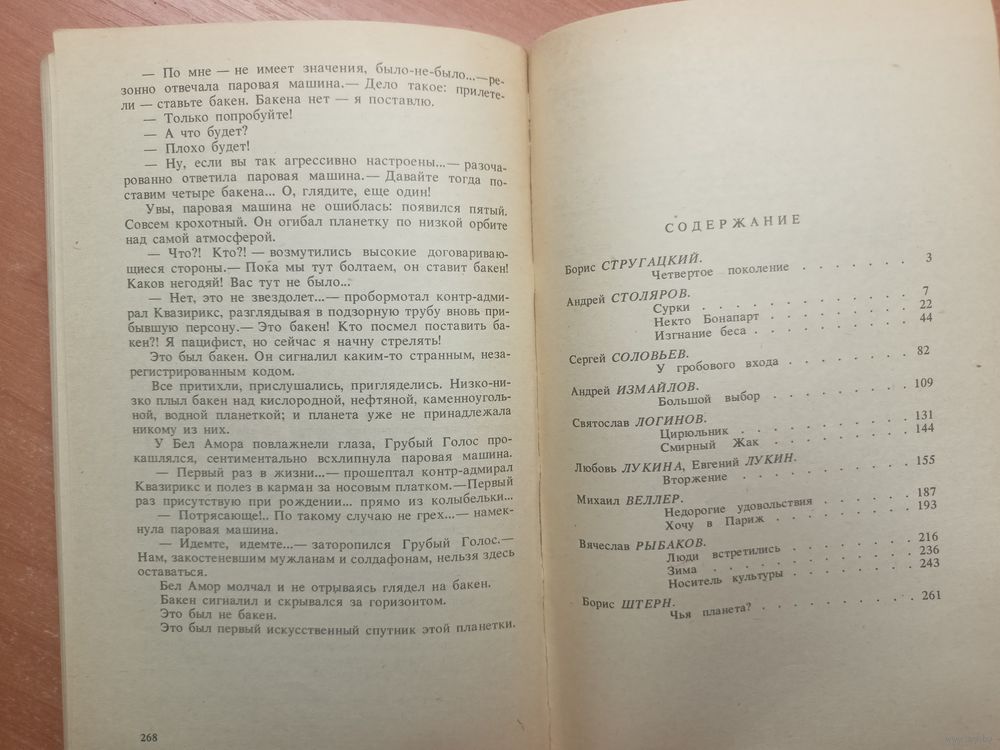 — По мне — не имеет значения, было-не-было...—ре-
зонно отвечала паровая машина.— Дело такое: прилете-
ли — ставьте бакен. Бакена нет — я поставлю.
— Только попробуйте!
— А что будет?
— Плохо будет!
— Ну, если вы так агрессивно настроены...— разоча-
рованно ответила паровая машина.— Давайте тогда по-
ставим четыре бакена... О, глядите, еще один!
Увы, паровая машина не ошиблась: появился пятый.
Совсем крохотный. Он огибал планетку по низкой орбите
над самой атмосферой.
— Что?! Кто?! — возмутились высокие договариваю-
щиеся стороны.— Пока мы тут болтаем, он ставит бакен!
Каков негодяй! Вас тут не было...
— Нет, это не звездолет...— пробормотал контр-адми-
рал Квазирикс, разглядывая в подзорную трубу вновь при-
бывшую персону.— Это бакен! Кто посмел поставить ба-
кен?! Я пацифист, но сейчас я начну стрелять!
Это был бакен. Он сигналил каким-то странным, неза-
регистрированным кодом.
Все притихли, прислушались, пригляделись. Низко-ни-
зко плыл бакен над кислородной, нефтяной, каменноуголь-
ной, водной планеткой; и планета уже не принадлежала
никому из них.
У Бел Амора повлажнели глаза, Грубый Голос про-
кашлялся, сентиментально всхлипнула паровая машина.
— Первый раз в жизни...— прошептал контр-адмирал
Квазирикс и полез в карман за носовым платком.—Первый
раз присутствую при рождении... прямо из колыбельки...
— Потрясающе!.. По такому случаю не грех...— намек-
нула паровая машина.
— Идемте, идемте...— заторопился Грубый Голос.—
Нам, закостеневшим мужланам и солдафонам, нельзя здесь
оставаться.
Бел Амор молчал и не отрываясь глядел на бакен.
Бакен сигналил и скрывался за горизонтом.
Это был не бакен.
Это был первый искусственный спутник этой планетки.
268
СОДЕРЖАНИЕ
Борис СТРУГАЦКИЙ.
Четвертое поколение . . . . . . . 3
Андрей СТОЛЯРОВ.
Сурки . . . . . . . . . . . . 7
Некто Бонапарт . . . . . . . . . 22
Изгнание беса . . . . . . . . . 44
Сергей СОЛОВЬЕВ.
У гробового входа . . . . . . . . 82
Андрей ИЗМАЙЛОВ.
Большой выбор . . . . . . . . . 109
Святослав ЛОГИНОВ.
Цирюльник . . . . . . . . . . 131
Смирный Жак . . . . . . . . . 144
Любовь ЛУКИНА, Евгений ЛУКИН.
Вторжение . . . . . . . . . . 155
Михаил ВЕЛЛЕР.
Недорогие удовольствия . . . . . . 187
Хочу в Париж . . . . . . . . . 193
Вячеслав РЫБАКОВ.
Люди встретились . . . . . . . . 216
Зима . . . . . . . . . . . . 236
Носитель культуры . . . . . . . . 243
Борис ШТЕРН.
Чья планета? . . . . . . . . . . 261